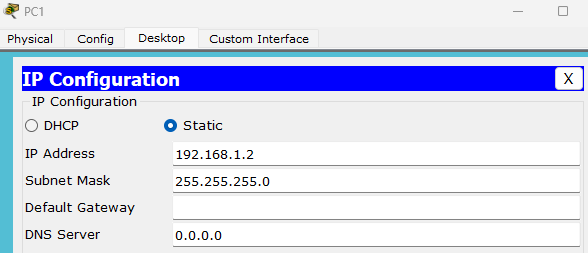 PC1
Physical Config Desktop Custom Interface
IP Configuration X
IP Configuration
DHCP Static
IP Address 192.168.1.2
Subnet Mask 255.255.255.0
Default Gateway
DNS Server 0.0.0.0